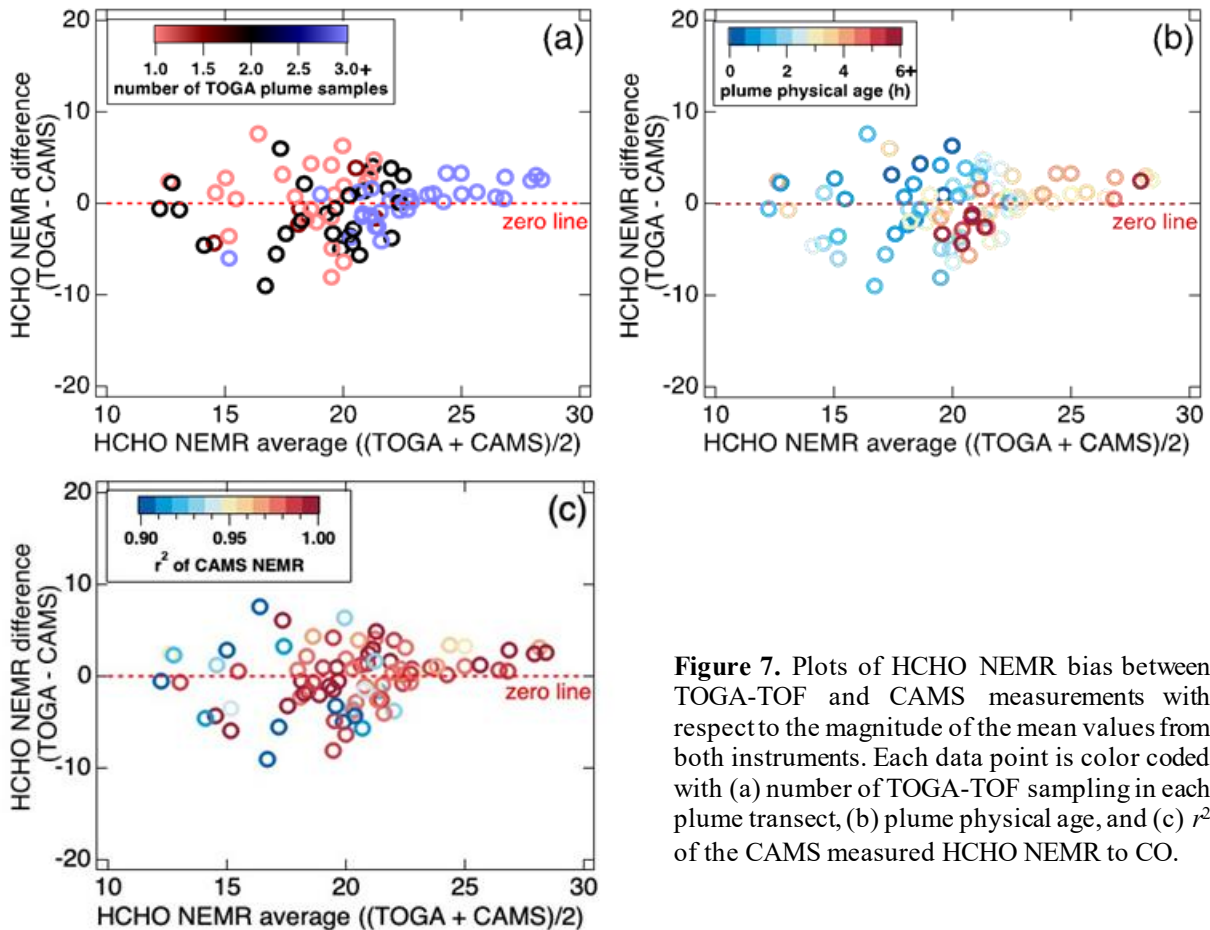 (a)
1.0 1.5 2.0 2.5 3.0+
number of TOGA plume samples
HCHO NEMR difference
(TOGA - CAMS)
20
10
0
-10
-20
zero line
10 15 20 25 30
HCHO NEMR average ((TOGA + CAMS)/2)
(b)
0 2 4 6+
plume physical age (h)
HCHO NEMR difference
(TOGA - CAMS)
20
10
0
-10
-20
zero line
10 15 20 25 30
HCHO NEMR average ((TOGA + CAMS)/2)
(c)
0.90 0.95 1.00
r² of CAMS NEMR
HCHO NEMR difference
(TOGA - CAMS)
20
10
0
-10
-20
zero line
10 15 20 25 30
HCHO NEMR average ((TOGA + CAMS)/2)
Figure 7. Plots of HCHO NEMR bias between
TOGA-TOF and CAMS measurements with
respect to the magnitude of the mean values from
both instruments. Each data point is color coded
with (a) number of TOGA-TOF sampling in each
plume transect, (b) plume physical age, and (c) r²
of the CAMS measured HCHO NEMR to CO.